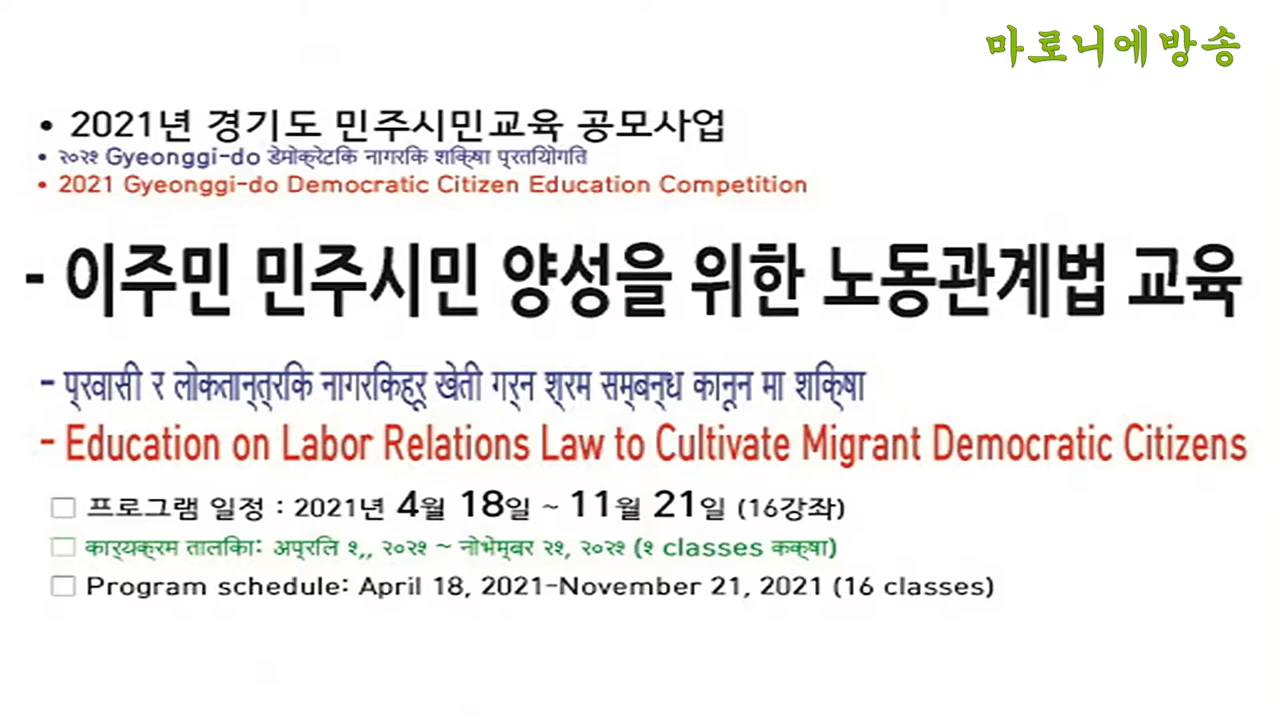 마로니에방송
• 2021년 경기도 민주시민교육 공모사업
• २०२१ Gyeonggi-do डेमोक्रेटकि नागरकि शक्षिा प्रतयिोगति
• 2021 Gyeonggi-do Democratic Citizen Education Competition
- 이주민 민주시민 양성을 위한 노동관계법 교육
- प्रवासी र लोकतान्त्रकि नागरकिहरू खेती गर्न श्रम सम्बन्ध कानून मा शक्षिा
- Education on Labor Relations Law to Cultivate Migrant Democratic Citizens
□ 프로그램 일정 : 2021년 4월 18일 ~ 11월 21일 (16강좌)
□ कार्यक्रम तालकिा: अप्रलि १,, २०२१ ~ नोभेम्बर २१, २०२१ (१ classes कक्षा)
□ Program schedule: April 18, 2021-November 21, 2021 (16 classes)